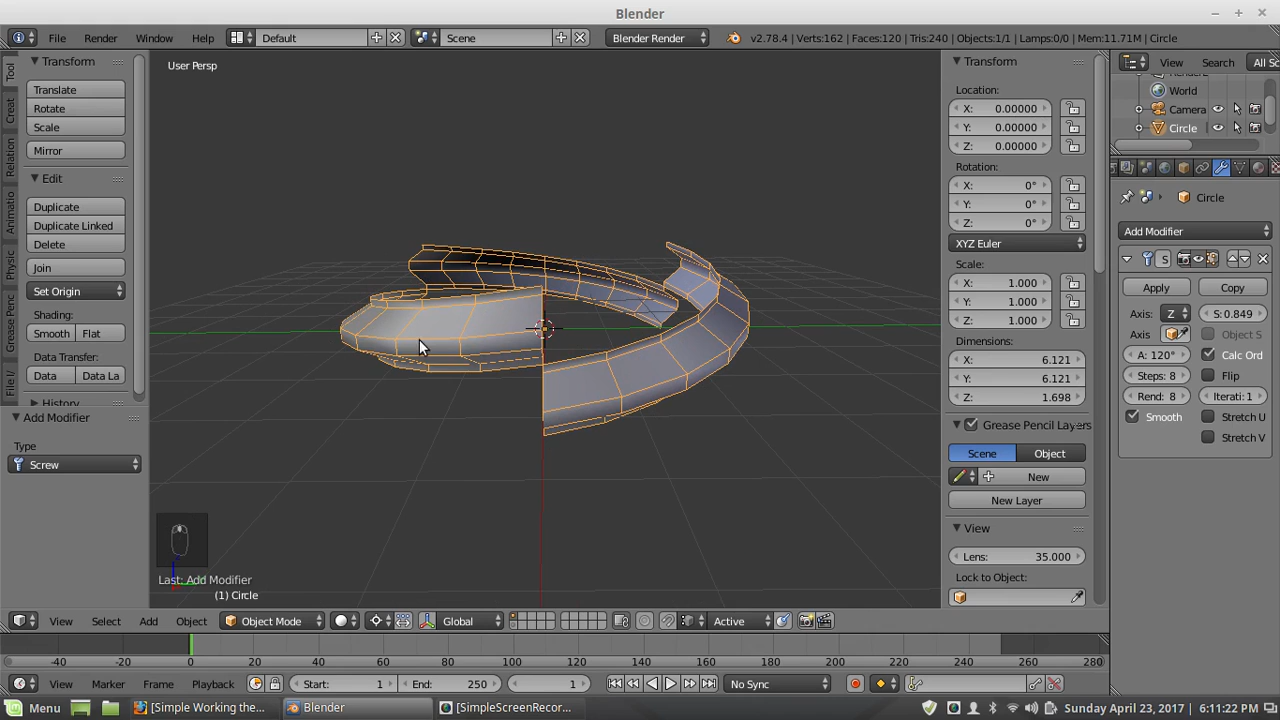 Blender
File Render Window Help Default Scene Blender Render v2.78.4 | Verts:162 | Faces:120 | Tris:240 | Objects:1/1 | Lamps:0/0 | Mem:11.71M | Circle
Tool
Creat
Relation
Animatio
Physic
Grease Penc
File I/
Transform
Translate
Rotate
Scale
Mirror
Edit
Duplicate
Duplicate Linked
Delete
Join
Set Origin
Shading:
Smooth Flat
Data Transfer:
Data Data La
History
Add Modifier
Type
Screw
User Persp
Last: Add Modifier
(1) Circle
Transform
Location:
X: 0.00000
Y: 0.00000
Z: 0.00000
Rotation:
X: 0°
Y: 0°
Z: 0°
XYZ Euler
Scale:
X: 1.000
Y: 1.000
Z: 1.000
Dimensions:
X: 6.121
Y: 6.121
Z: 1.698
Grease Pencil Layers
Scene Object
New
New Layer
View
Lens: 35.000
Lock to Object:
View Search All Sc
World
Camera
Circle
Circle
Add Modifier
S
Apply Copy
Axis Z S: 0.849
Axis Object S
A: 120° Calc Ord
Steps: 8 Flip
Rend: 8 Iterati: 1
Smooth Stretch U
Stretch V
View Select Add Object Object Mode Global Active
-40 -20 0 20 40 60 80 100 120 140 160 180 200 220 240 260 280
View Marker Frame Playback Start: 1 End: 250 1 No Sync
Menu [Simple Working the... Blender [SimpleScreenRecor... Sunday April 23, 2017 6:11:22 PM